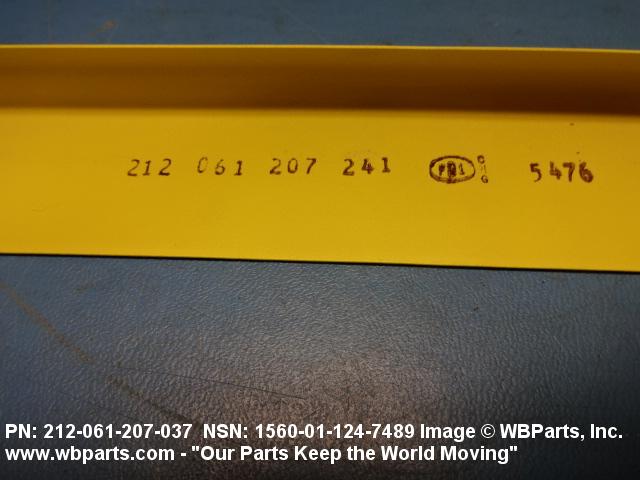 212 061 207 241 5476
PN: 212-061-207-037 NSN: 1560-01-124-7489 Image © WBParts, Inc.
www.wbparts.com - "Our Parts Keep the World Moving"